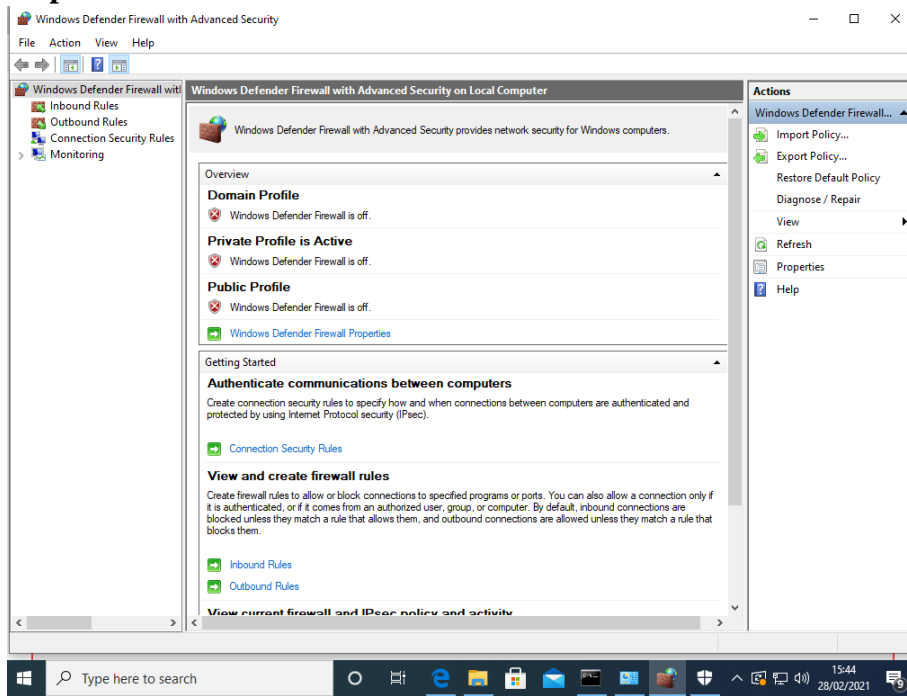 Windows Defender Firewall with Advanced Security
File Action View Help
Windows Defender Firewall with
Inbound Rules
Outbound Rules
Connection Security Rules
Monitoring
Windows Defender Firewall with Advanced Security on Local Computer
Windows Defender Firewall with Advanced Security provides network security for Windows computers.
Overview
Domain Profile
Windows Defender Firewall is off.
Private Profile is Active
Windows Defender Firewall is off.
Public Profile
Windows Defender Firewall is off.
Windows Defender Firewall Properties
Getting Started
Authenticate communications between computers
Create connection security rules to specify how and when connections between computers are authenticated and
protected by using Internet Protocol security (IPsec).
Connection Security Rules
View and create firewall rules
Create firewall rules to allow or block connections to specified programs or ports. You can also allow a connection only if
it is authenticated, or if it comes from an authorized user, group, or computer. By default, inbound connections are
blocked unless they match a rule that allows them, and outbound connections are allowed unless they match a rule that
blocks them.
Inbound Rules
Outbound Rules
View current firewall and IPsec policy and activity
Actions
Windows Defender Firewall...
Import Policy...
Export Policy...
Restore Default Policy
Diagnose / Repair
View
Refresh
Properties
Help
Type here to search
15:44
28/02/2021
9